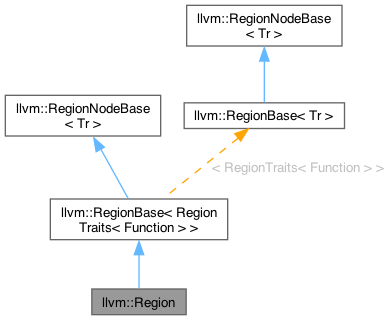 llvm::RegionNodeBase
< Tr >
llvm::RegionNodeBase
< Tr >
llvm::RegionBase< Tr >
< RegionTraits< Function > >
llvm::RegionBase< Region
Traits< Function > >
llvm::Region